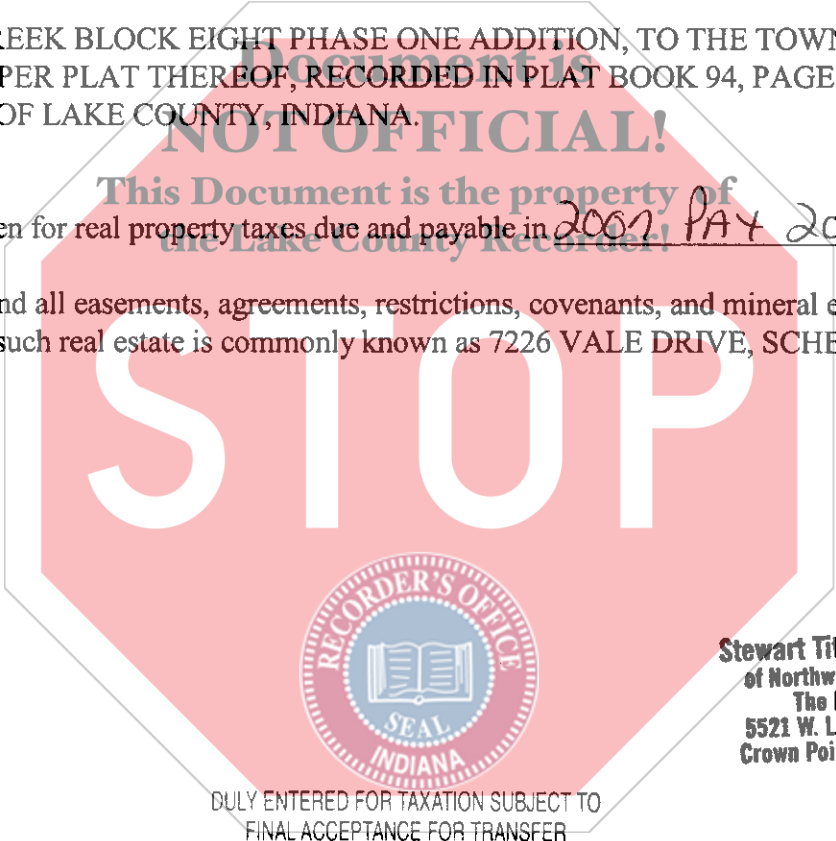 REEK BLOCK EIGHT PHASE ONE ADDITION, TO THE TOWN
Document is
PER PLAT THEREOF, RECORDED IN PLAT BOOK 94, PAGE
OF LAKE COUNTY, INDIANA.
NOT OFFICIAL!
This Document is the property of
en for real property taxes due and payable in 2007 PAY 20
the Lake County Recorder!
nd all easements, agreements, restrictions, covenants, and mineral e
such real estate is commonly known as 7226 VALE DRIVE, SCHE
STOP
RECORDER'S OFFICE
SEAL
INDIANA
Stewart Tit
of Northw
The
5521 W. L
Crown Poi
DULY ENTERED FOR TAXATION SUBJECT TO
FINAL ACCEPTANCE FOR TRANSFER